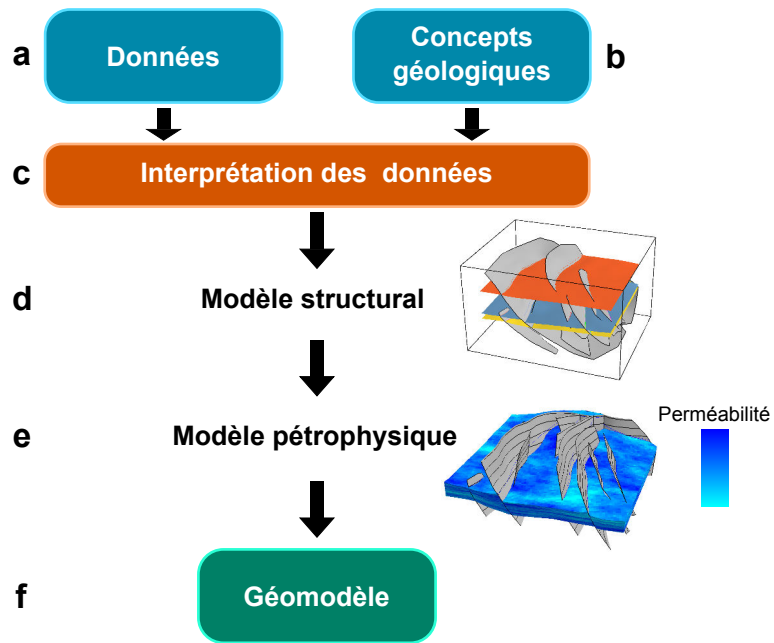 a
Données
Concepts
géologiques
b
c
Interprétation des données
d
Modèle structural
e
Modèle pétrophysique
Perméabilité
f
Géomodèle